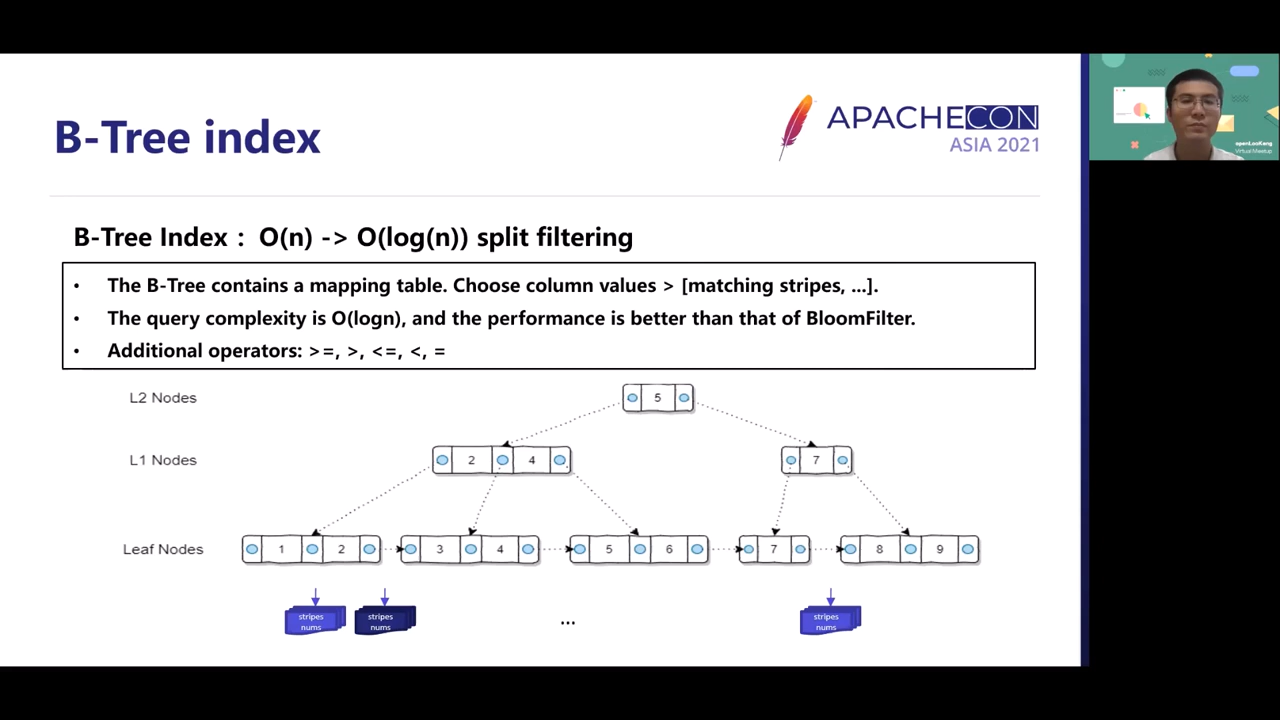 B-Tree index
APACHECON
ASIA 2021
openLooKeng
Virtual Meetup
B-Tree Index： O(n) -> O(log(n)) split filtering
• The B-Tree contains a mapping table. Choose column values > [matching stripes, ...].
• The query complexity is O(logn), and the performance is better than that of BloomFilter.
• Additional operators: >=, >, <=, <, =
L2 Nodes
5
L1 Nodes
2 4
7
Leaf Nodes
1 2
3 4
5 6
7
8 9
stripes
nums
stripes
nums
...
stripes
nums